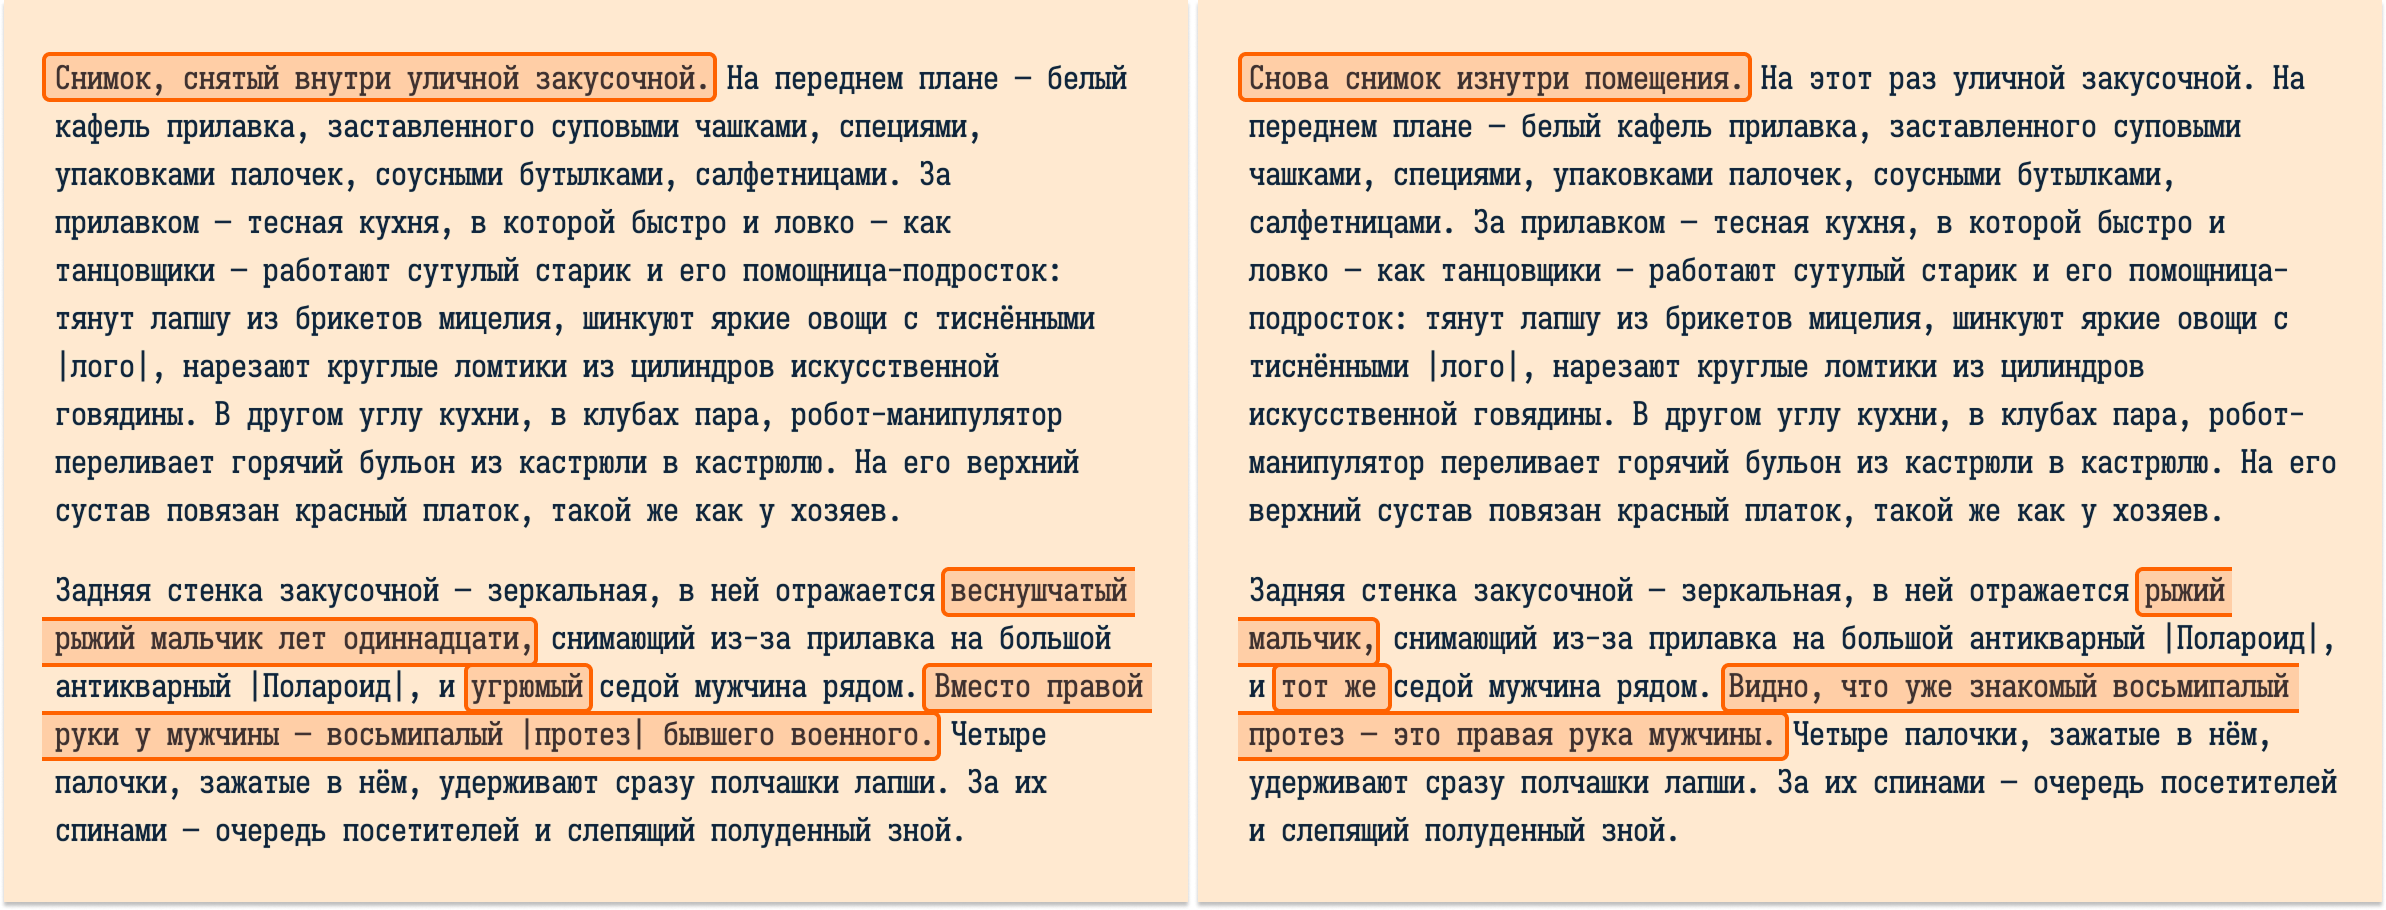 Снимок, снятый внутри уличной закусочной. На переднем плане — белый
кафель прилавка, заставленного суповыми чашками, специями,
упаковками палочек, соусными бутылками, салфетницами. За
прилавком — тесная кухня, в которой быстро и ловко — как
танцовщики — работают сутулый старик и его помощница-подросток:
тянут лапшу из брикетов мицелия, шинкуют яркие овощи с тиснёнными
|лого|, нарезают круглые ломтики из цилиндров искусственной
говядины. В другом углу кухни, в клубах пара, робот-манипулятор
переливает горячий бульон из кастрюли в кастрюлю. На его верхний
сустав повязан красный платок, такой же как у хозяев.
Задняя стенка закусочной — зеркальная, в ней отражается веснушчатый
рыжий мальчик лет одиннадцати, снимающий из-за прилавка на большой
антикварный |Полароид|, и угрюмый седой мужчина рядом. Вместо правой
руки у мужчины — восьмипалый |протез| бывшего военного. Четыре
палочки, зажатые в нём, удерживают сразу полчашки лапши. За их
спинами — очередь посетителей и слепящий полуденный зной.
Снова снимок изнутри помещения. На этот раз уличной закусочной. На
переднем плане — белый кафель прилавка, заставленного суповыми
чашками, специями, упаковками палочек, соусными бутылками,
салфетницами. За прилавком — тесная кухня, в которой быстро и
ловко — как танцовщики — работают сутулый старик и его помощница-
подросток: тянут лапшу из брикетов мицелия, шинкуют яркие овощи с
тиснёнными |лого|, нарезают круглые ломтики из цилиндров
искусственной говядины. В другом углу кухни, в клубах пара, робот-
манипулятор переливает горячий бульон из кастрюли в кастрюлю. На его
верхний сустав повязан красный платок, такой же как у хозяев.
Задняя стенка закусочной — зеркальная, в ней отражается рыжий
мальчик, снимающий из-за прилавка на большой антикварный |Полароид|,
и тот же седой мужчина рядом. Видно, что уже знакомый восьмипалый
протез — это правая рука мужчины. Четыре палочки, зажатые в нём,
удерживают сразу полчашки лапши. За их спинами — очередь посетителей
и слепящий полуденный зной.